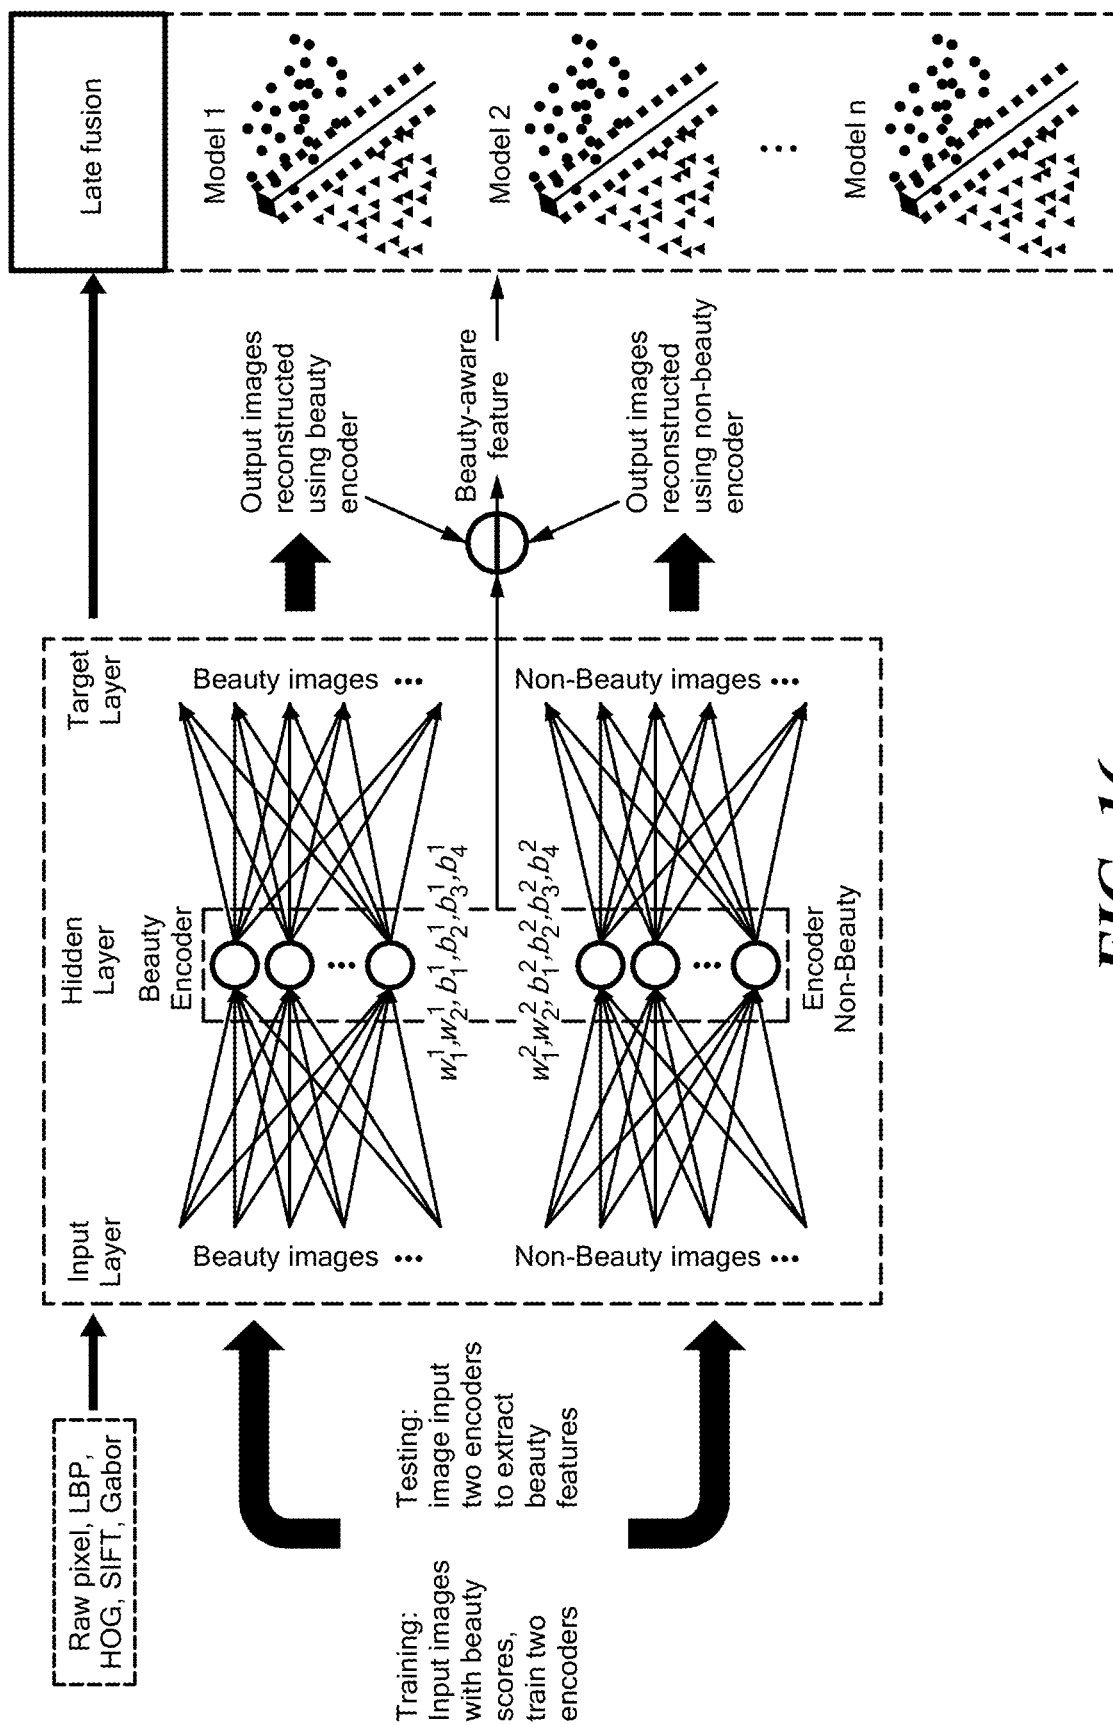 Raw pixel, LBP,
HOG, SIFT, Gabor
Training:
Input images
with beauty
scores,
train two
encoders
Testing:
image input
two encoders
to extract
beauty
features
Input
Layer
Hidden
Layer
Target
Layer
Beauty
Encoder
Beauty images •••
Beauty images •••
w₁¹,w₂¹,b₁¹,b₂¹,b₃¹,b₄¹
w₁²,w₂²,b₁²,b₂²,b₃²,b₄²
Non-Beauty images •••
Non-Beauty images •••
Encoder
Non-Beauty
Output images
reconstructed
using beauty
encoder
Beauty-aware
feature
Output images
reconstructed
using non-beauty
encoder
Late fusion
Model 1
Model 2
•••
Model n